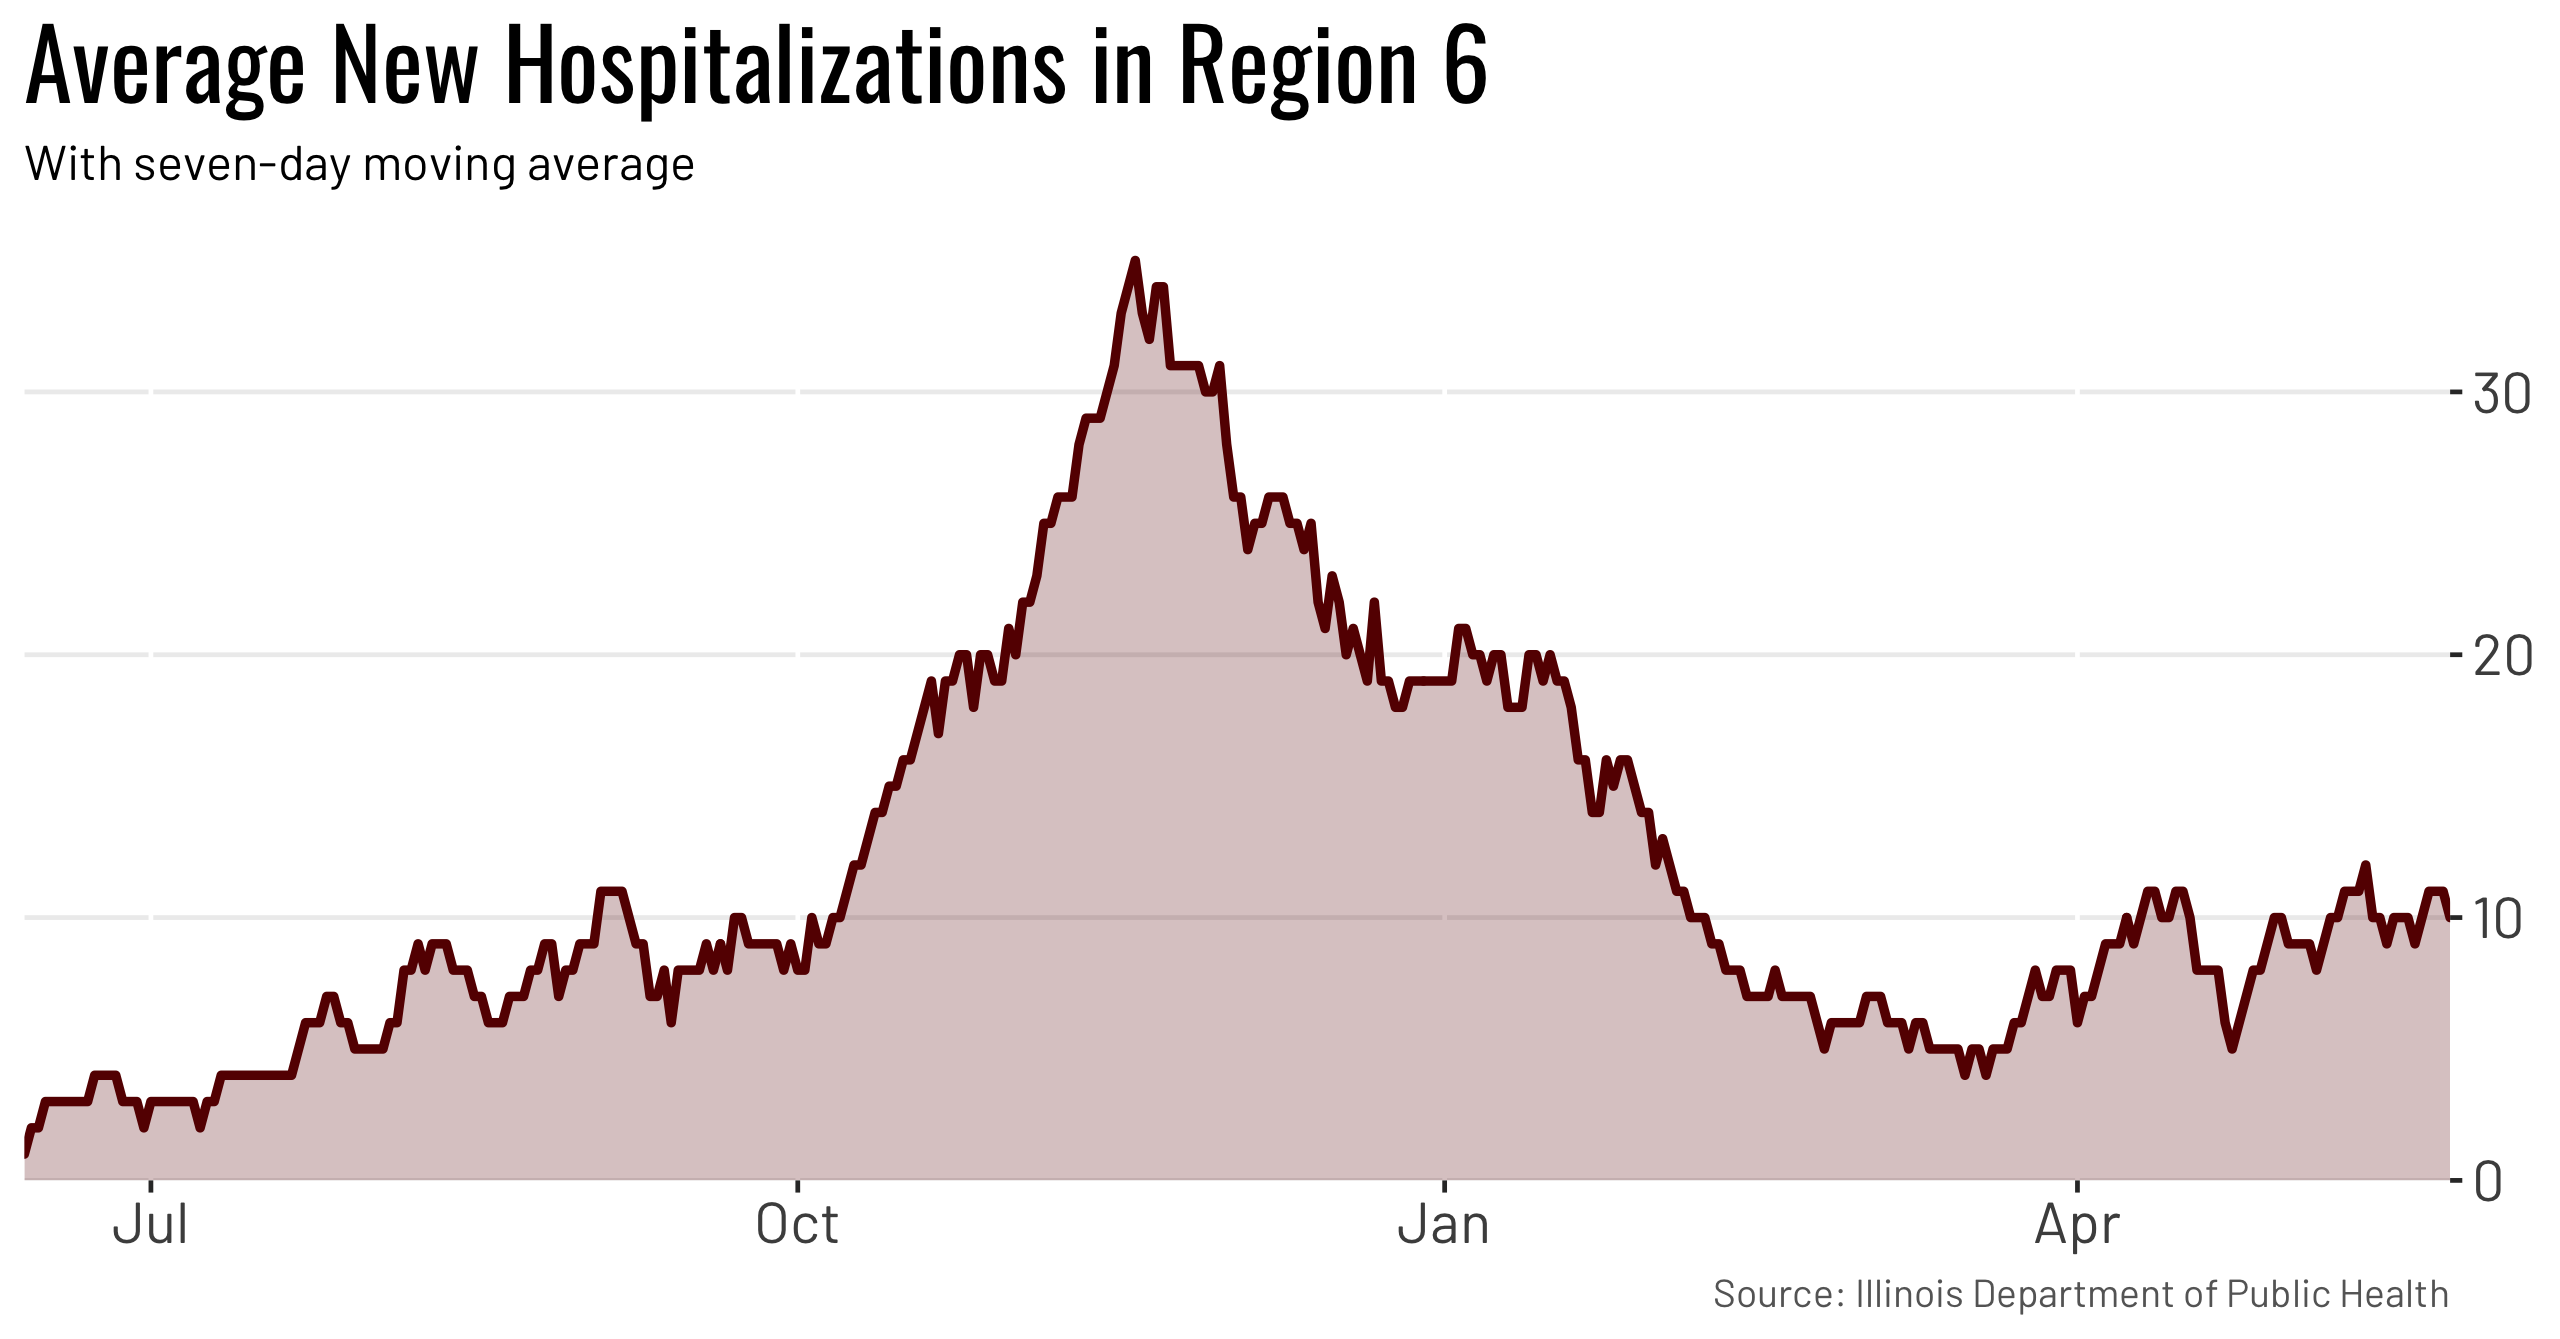 Average New Hospitalizations in Region 6
With seven-day moving average
30
20
10
0
Jul Oct Jan Apr
Source: Illinois Department of Public Health